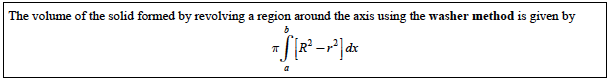 The volume of the solid formed by revolving a region around the axis using the washer method is given by
π∫ₐᵇ[R² – r²] dx